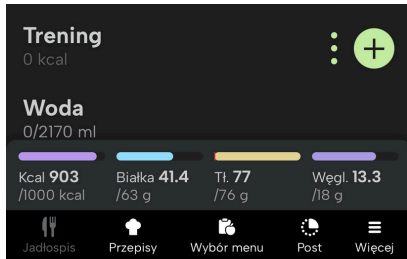 Trening
0 kcal
Woda
0/2170 ml
Kcal 903 Białka 41.4 Tł. 77 Węgl. 13.3
/1000 kcal /63 g /76 g /18 g
Jadłospis Przepisy Wybór menu Post Więcej